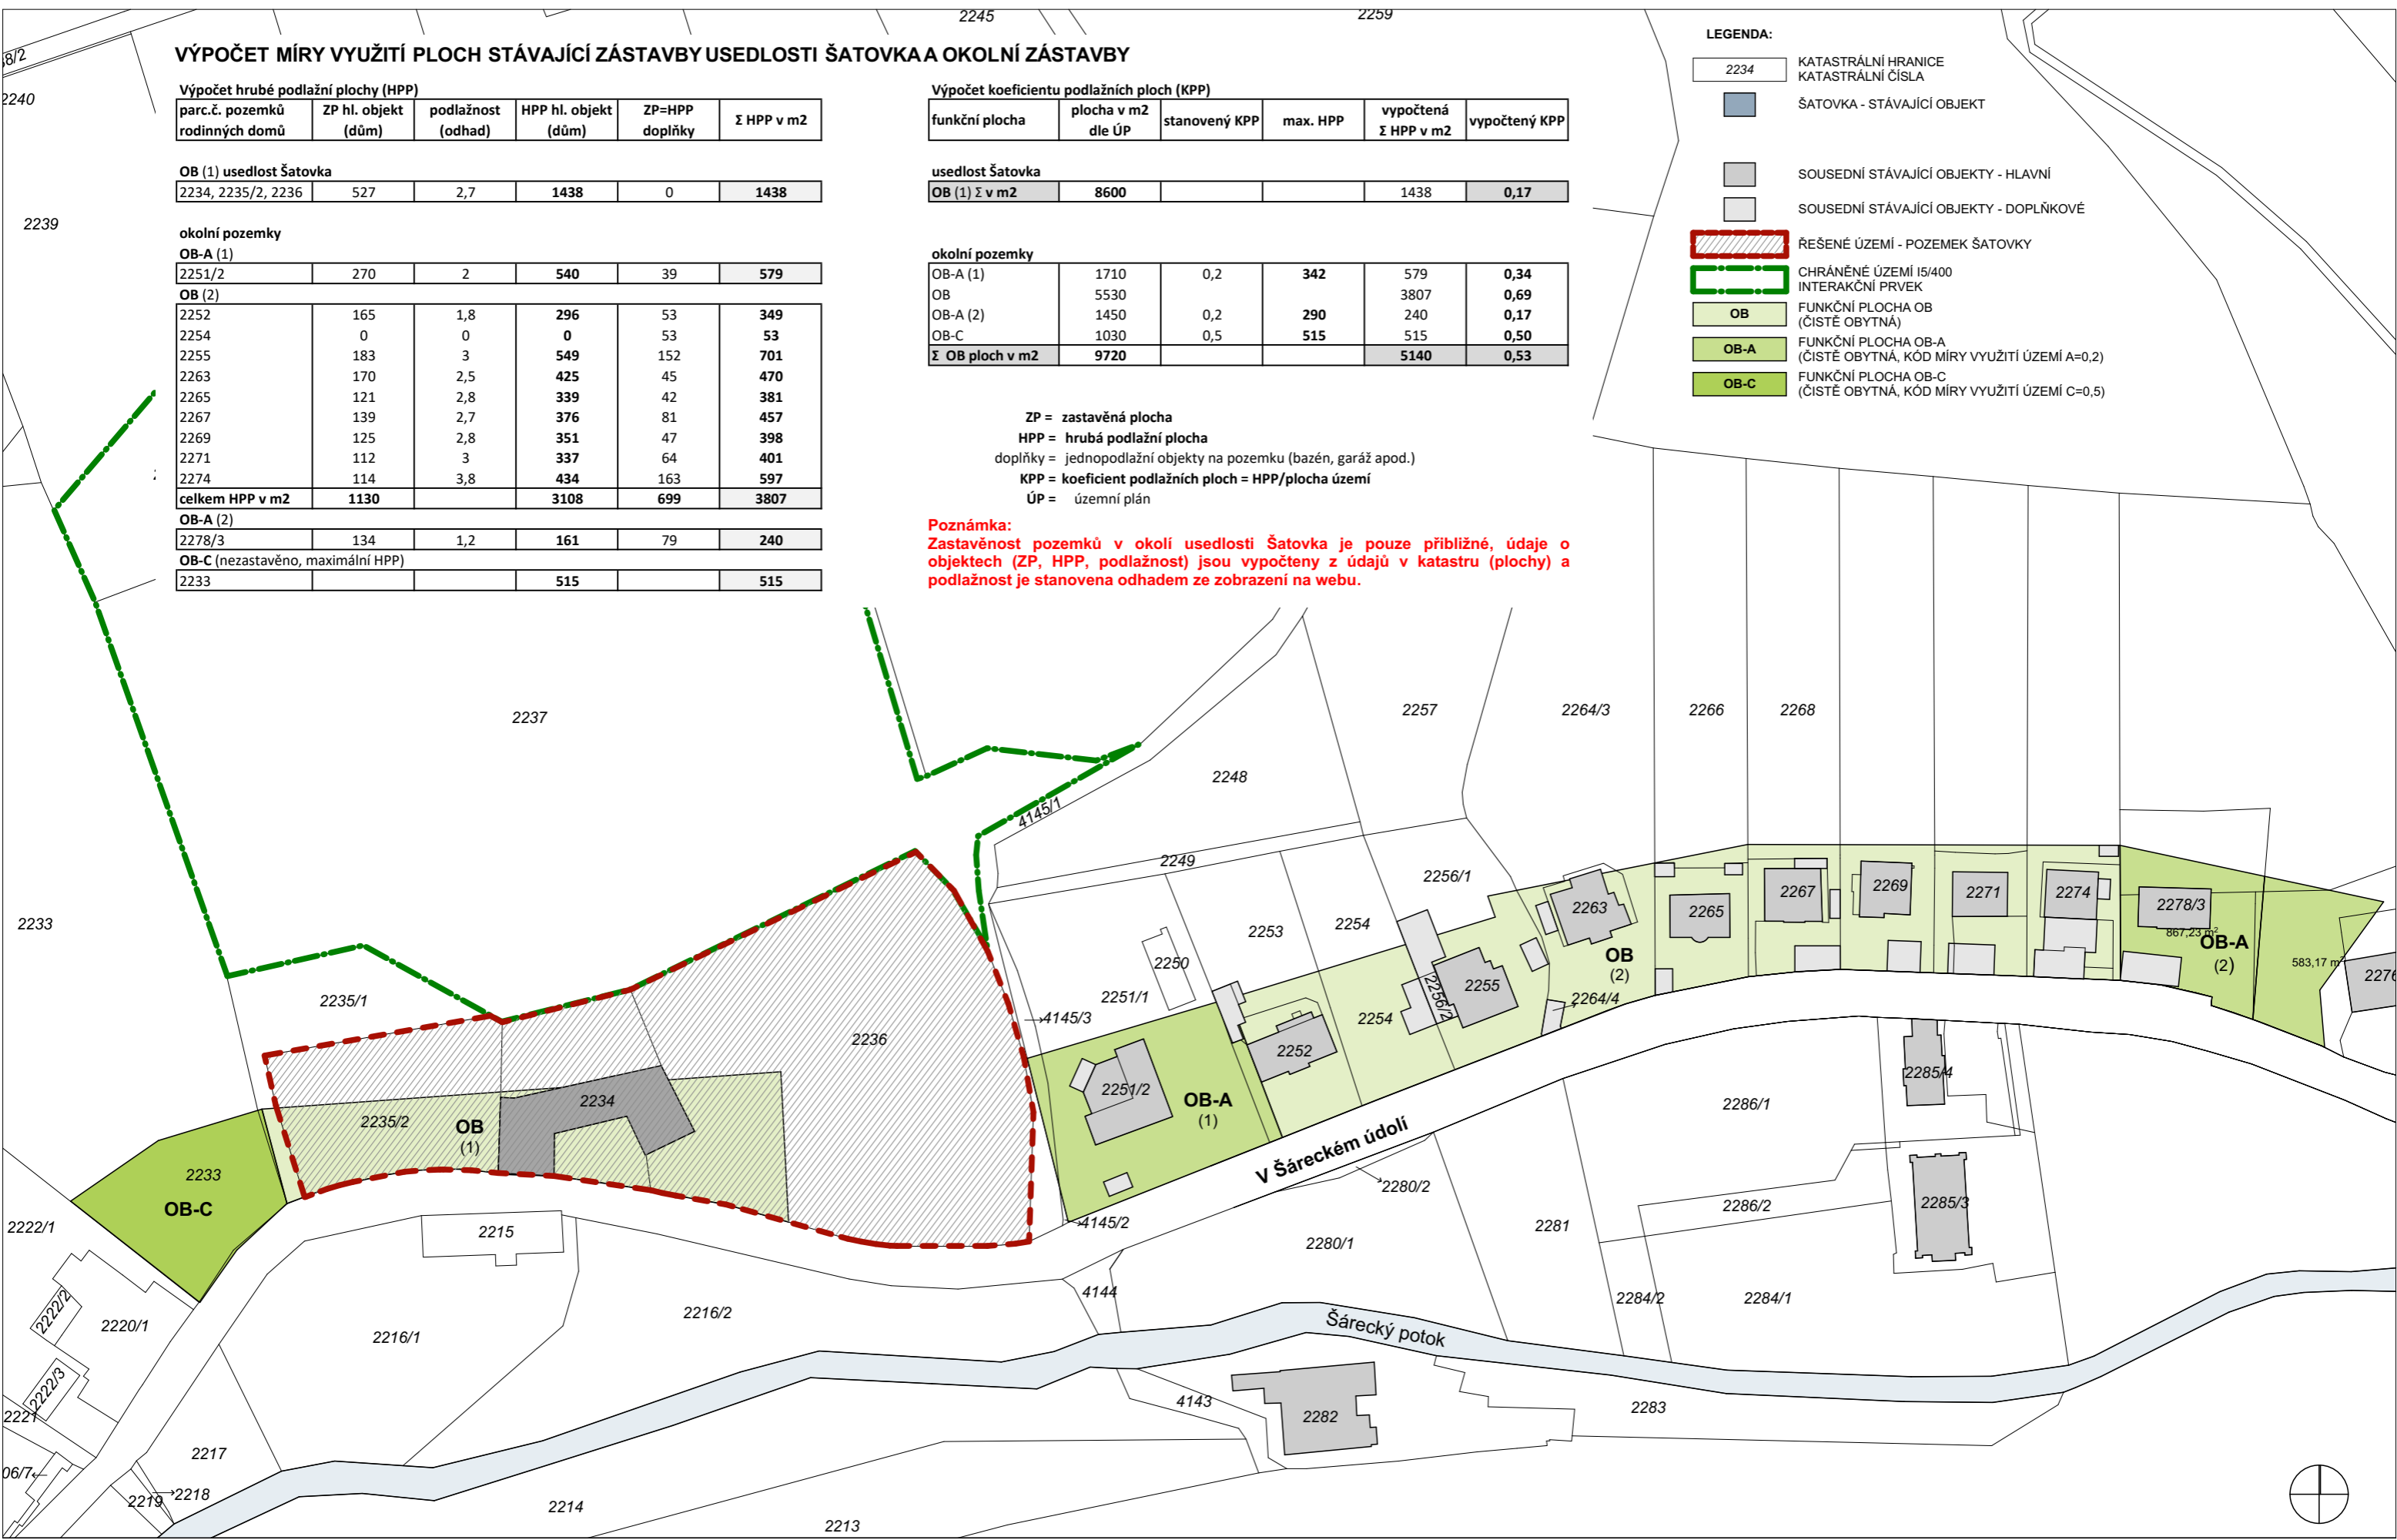 2245
2259
58/2
2240
2239
VÝPOČET MÍRY VYUŽITÍ PLOCH STÁVAJÍCÍ ZÁSTAVBY USEDLOSTI ŠATOVKA A OKOLNÍ ZÁSTAVBY
Výpočet hrubé podlažní plochy (HPP)
parc.č. pozemků rodinných domů | ZP hl. objekt (dům) | podlažnost (odhad) | HPP hl. objekt (dům) | ZP=HPP doplňky | Σ HPP v m2
OB (1) usedlost Šatovka
2234, 2235/2, 2236 | 527 | 2,7 | 1438 | 0 | 1438
okolní pozemky
OB-A (1)
2251/2 | 270 | 2 | 540 | 39 | 579
OB (2)
2252 | 165 | 1,8 | 296 | 53 | 349
2254 | 0 | 0 | 0 | 53 | 53
2255 | 183 | 3 | 549 | 152 | 701
2263 | 170 | 2,5 | 425 | 45 | 470
2265 | 121 | 2,8 | 339 | 42 | 381
2267 | 139 | 2,7 | 376 | 81 | 457
2269 | 125 | 2,8 | 351 | 47 | 398
2271 | 112 | 3 | 337 | 64 | 401
2274 | 114 | 3,8 | 434 | 163 | 597
celkem HPP v m2 | 1130 | 3108 | 699 | 3807
OB-A (2)
2278/3 | 134 | 1,2 | 161 | 79 | 240
OB-C (nezastavěno, maximální HPP)
2233 | 515 | 515
Výpočet koeficientu podlažních ploch (KPP)
funkční plocha | plocha v m2 dle ÚP | stanovený KPP | max. HPP | vypočtená Σ HPP v m2 | vypočtený KPP
usedlost Šatovka
OB (1) Σ v m2 | 8600 | 1438 | 0,17
okolní pozemky
OB-A (1) | 1710 | 0,2 | 342 | 579 | 0,34
OB | 5530 | 3807 | 0,69
OB-A (2) | 1450 | 0,2 | 290 | 240 | 0,17
OB-C | 1030 | 0,5 | 515 | 515 | 0,50
Σ OB ploch v m2 | 9720 | 5140 | 0,53
ZP = zastavěná plocha
HPP = hrubá podlažní plocha
doplňky = jednopodlažní objekty na pozemku (bazén, garáž apod.)
KPP = koeficient podlažních ploch = HPP/plocha území
ÚP = územní plán
Poznámka:
Zastavěnost pozemků v okolí usedlosti Šatovka je pouze přibližné, údaje o
objektech (ZP, HPP, podlažnost) jsou vypočteny z údajů v katastru (plochy) a
podlažnost je stanovena odhadem ze zobrazení na webu.
LEGENDA:
2234
KATASTRÁLNÍ HRANICE
KATASTRÁLNÍ ČÍSLA
ŠATOVKA - STÁVAJÍCÍ OBJEKT
SOUSEDNÍ STÁVAJÍCÍ OBJEKTY - HLAVNÍ
SOUSEDNÍ STÁVAJÍCÍ OBJEKTY - DOPLŇKOVÉ
ŘEŠENÉ ÚZEMÍ - POZEMEK ŠATOVKY
CHRÁNĚNÉ ÚZEMÍ I5/400
INTERAKČNÍ PRVEK
OB
FUNKČNÍ PLOCHA OB
(ČISTĚ OBYTNÁ)
OB-A
FUNKČNÍ PLOCHA OB-A
(ČISTĚ OBYTNÁ, KÓD MÍRY VYUŽITÍ ÚZEMÍ A=0,2)
OB-C
FUNKČNÍ PLOCHA OB-C
(ČISTĚ OBYTNÁ, KÓD MÍRY VYUŽITÍ ÚZEMÍ C=0,5)
2237
2257
2264/3
2266
2268
2248
4145/1
2249
2256/1
2233
2253
2254
2250
2263
2265
2267
2269
2271
2274
2278/3
867,23 m²
OB-A
(2)
583,17 m
2276
OB
(2)
2235/1
2251/1
4145/3
2254
2256/2
2255
2264/4
2236
2252
2251/2
OB-A
(1)
2234
2235/2
OB
(1)
2285/4
2286/1
V Šáreckém údolí
2233
OB-C
2280/2
2285/3
2286/2
2222/1
2215
4145/2
2281
2280/1
4144
2284/2
2284/1
2222/2
2220/1
2216/1
2216/2
Šárecký potok
2222/3
2221
4143
2282
2283
2217
06/7
2219
2218
2214
2213